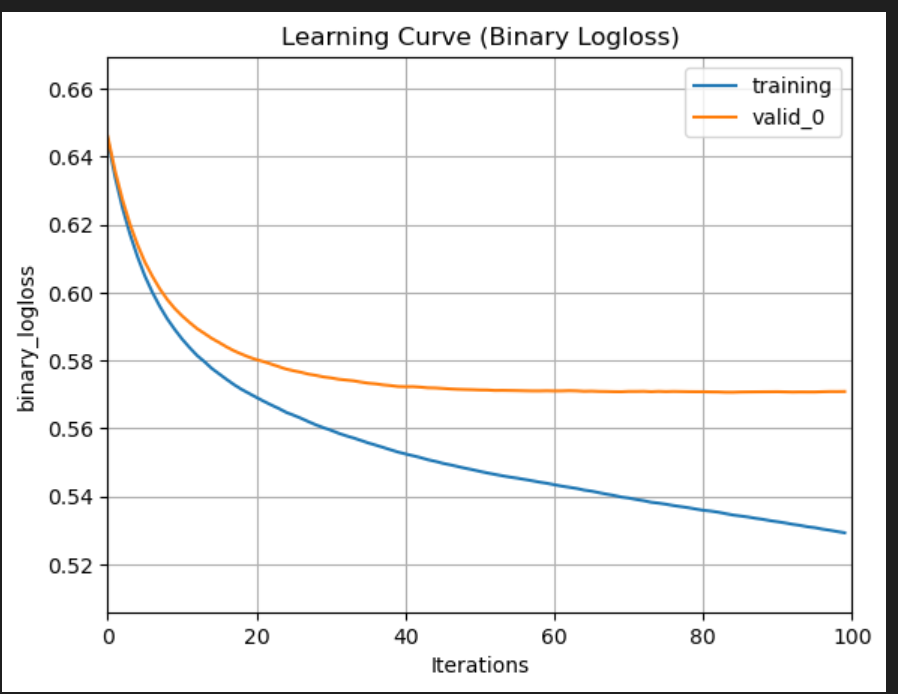 Learning Curve (Binary Logloss)
training
valid_0
0.66
0.64
0.62
0.60
0.58
0.56
0.54
0.52
binary_logloss
0 20 40 60 80 100
Iterations